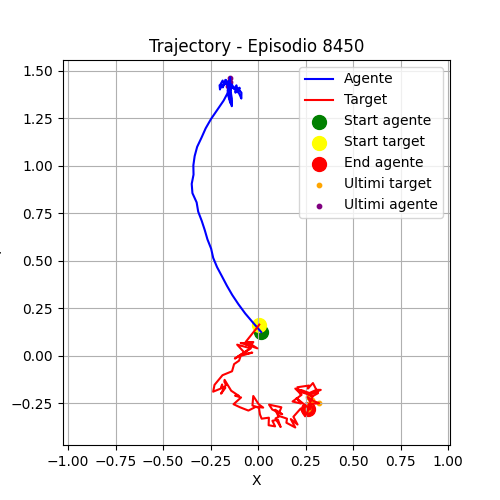 Trajectory - Episodio 8450
1.50
1.25
1.00
0.75
0.50
0.25
0.00
−0.25
Agente
Target
Start agente
Start target
End agente
Ultimi target
Ultimi agente
−1.00 −0.75 −0.50 −0.25 0.00 0.25 0.50 0.75 1.00
X